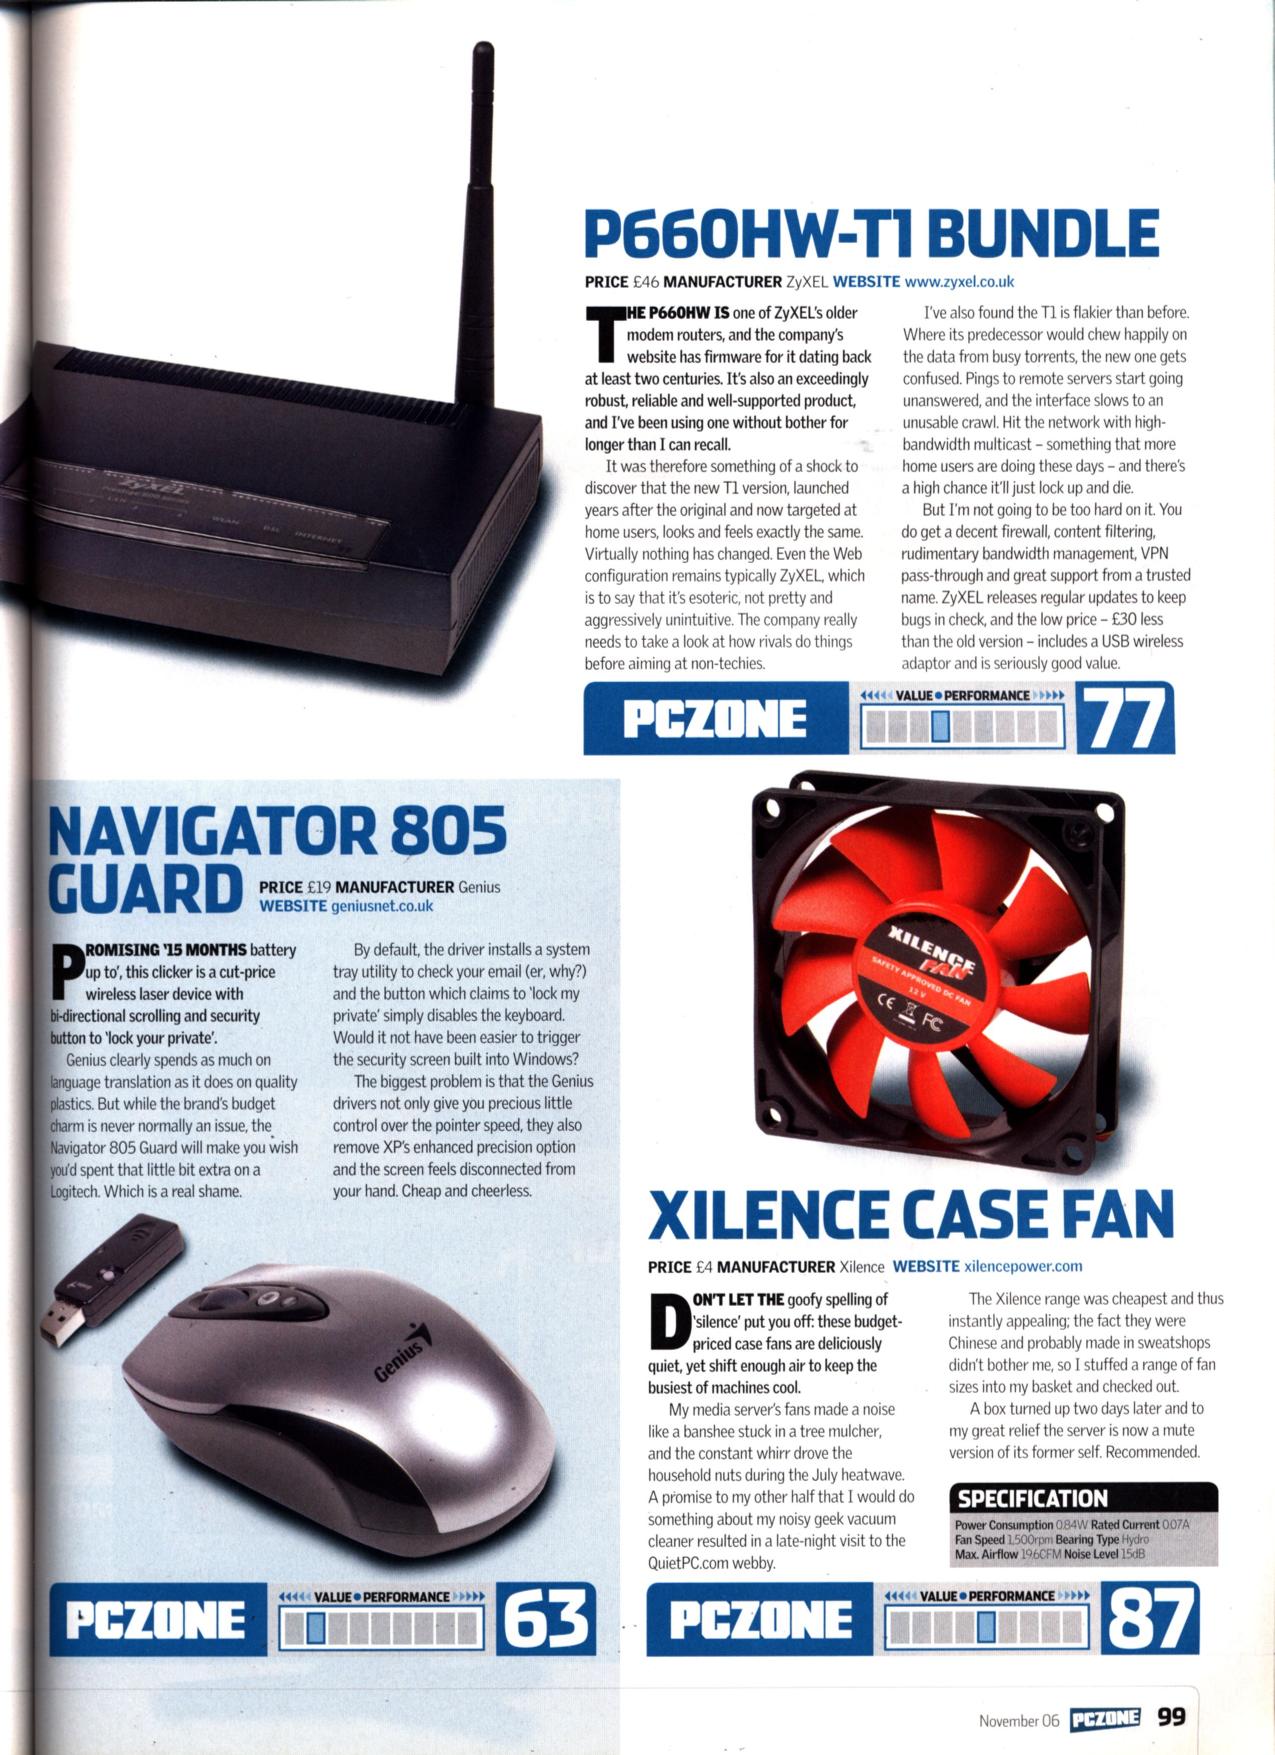 P660HW-T1 BUNDLE
PRICE £46 MANUFACTURER ZyXEL WEBSITE www.zyxel.co.uk
THE P660HW IS one of ZyXEL's older
modem routers, and the company's
website has firmware for it dating back
at least two centuries. It's also an exceedingly
robust, reliable and well-supported product,
and I've been using one without bother for
longer than I can recall.
It was therefore something of a shock to
discover that the new T1 version, launched
years after the original and now targeted at
home users, looks and feels exactly the same.
Virtually nothing has changed. Even the Web
configuration remains typically ZyXEL, which
is to say that it's esoteric, not pretty and
aggressively unintuitive. The company really
needs to take a look at how rivals do things
before aiming at non-techies.
I've also found the T1 is flakier than before.
Where its predecessor would chew happily on
the data from busy torrents, the new one gets
confused. Pings to remote servers start going
unanswered, and the interface slows to an
unusable crawl. Hit the network with high-
bandwidth multicast – something that more
home users are doing these days – and there's
a high chance it'll just lock up and die.
But I'm not going to be too hard on it. You
do get a decent firewall, content filtering,
rudimentary bandwidth management, VPN
pass-through and great support from a trusted
name. ZyXEL releases regular updates to keep
bugs in check, and the low price – £30 less
than the old version – includes a USB wireless
adaptor and is seriously good value.
PCZONE
VALUE • PERFORMANCE
77
ZyXEL
WLAN DSL INTERNET
NAVIGATOR 805
GUARD
PRICE £19 MANUFACTURER Genius
WEBSITE geniusnet.co.uk
PROMISING '15 MONTHS battery
up to', this clicker is a cut-price
wireless laser device with
bi-directional scrolling and security
button to 'lock your private'.
Genius clearly spends as much on
language translation as it does on quality
plastics. But while the brand's budget
charm is never normally an issue, the
Navigator 805 Guard will make you wish
you'd spent that little bit extra on a
Logitech. Which is a real shame.
By default, the driver installs a system
tray utility to check your email (er, why?)
and the button which claims to 'lock my
private' simply disables the keyboard.
Would it not have been easier to trigger
the security screen built into Windows?
The biggest problem is that the Genius
drivers not only give you precious little
control over the pointer speed, they also
remove XP's enhanced precision option
and the screen feels disconnected from
your hand. Cheap and cheerless.
Genius
PCZONE
VALUE • PERFORMANCE
63
XILENCE
FAN
SAFETY APPROVED DC FAN
12 V
CE FC
XILENCE CASE FAN
PRICE £4 MANUFACTURER Xilence WEBSITE xilencepower.com
DON'T LET THE goofy spelling of
'silence' put you off: these budget-
priced case fans are deliciously
quiet, yet shift enough air to keep the
busiest of machines cool.
My media server's fans made a noise
like a banshee stuck in a tree mulcher,
and the constant whirr drove the
household nuts during the July heatwave.
A promise to my other half that I would do
something about my noisy geek vacuum
cleaner resulted in a late-night visit to the
QuietPC.com webby.
The Xilence range was cheapest and thus
instantly appealing; the fact they were
Chinese and probably made in sweatshops
didn't bother me, so I stuffed a range of fan
sizes into my basket and checked out.
A box turned up two days later and to
my great relief the server is now a mute
version of its former self. Recommended.
SPECIFICATION
Power Consumption 0.84W Rated Current 0.07A
Fan Speed 1,500rpm Bearing Type Hydro
Max. Airflow 19.6CFM Noise Level 15dB
PCZONE
VALUE • PERFORMANCE
87
November 06 PCZONE 99